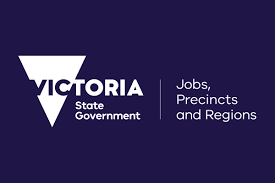 VICTORIA
State
Government
Jobs,
Precincts
and Regions